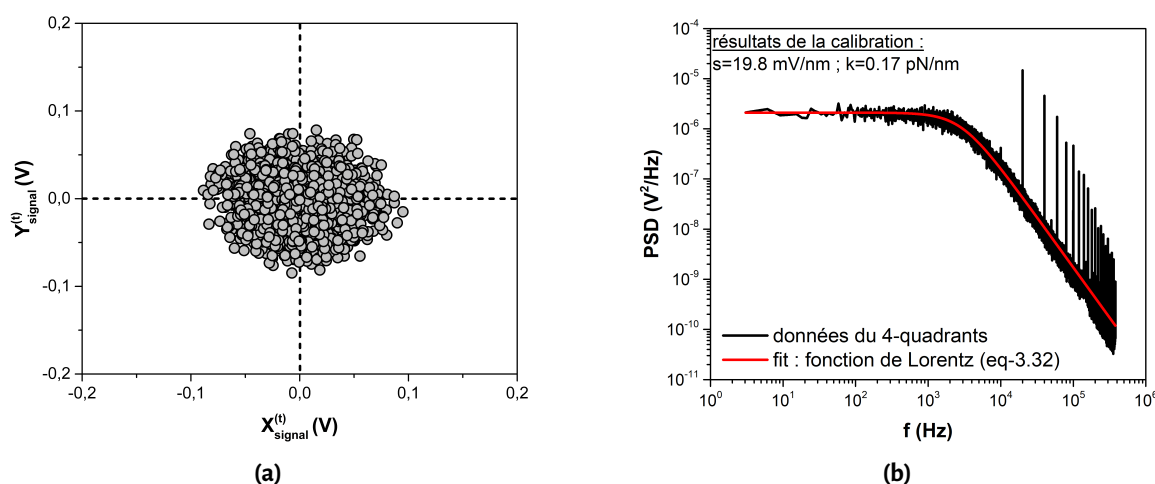 0,2
0,1
0,0
-0,1
-0,2
-0,2 -0,1 0,0 0,1 0,2
Y(t)signal (V)
X(t)signal (V)
(a)
résultats de la calibration :
s=19.8 mV/nm ; k=0.17 pN/nm
10⁻⁴
10⁻⁵
10⁻⁶
10⁻⁷
10⁻⁸
10⁻⁹
10⁻¹⁰
10⁻¹¹
PSD (V²/Hz)
données du 4-quadrants
fit : fonction de Lorentz (eq-3.32)
10⁰ 10¹ 10² 10³ 10⁴ 10⁵ 10⁶
f (Hz)
(b)